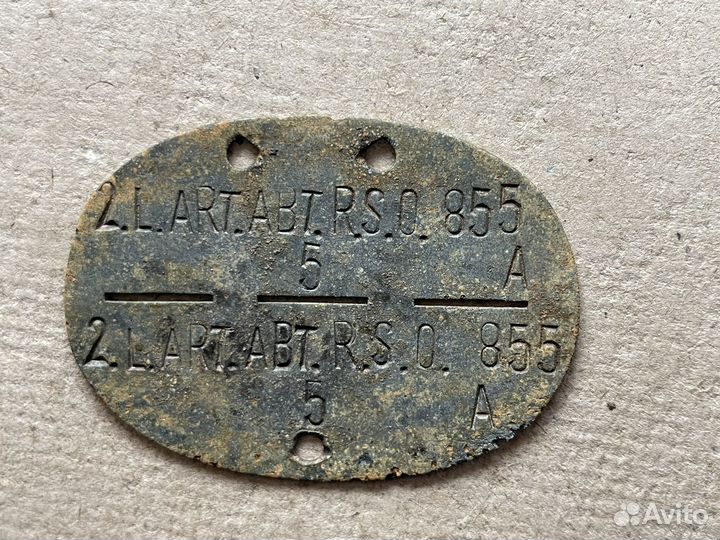 2. L. ART. ABT. R.S.O. 855
5 A
2. L. ART. ABT. R.S.O. 855
5 A
Avito